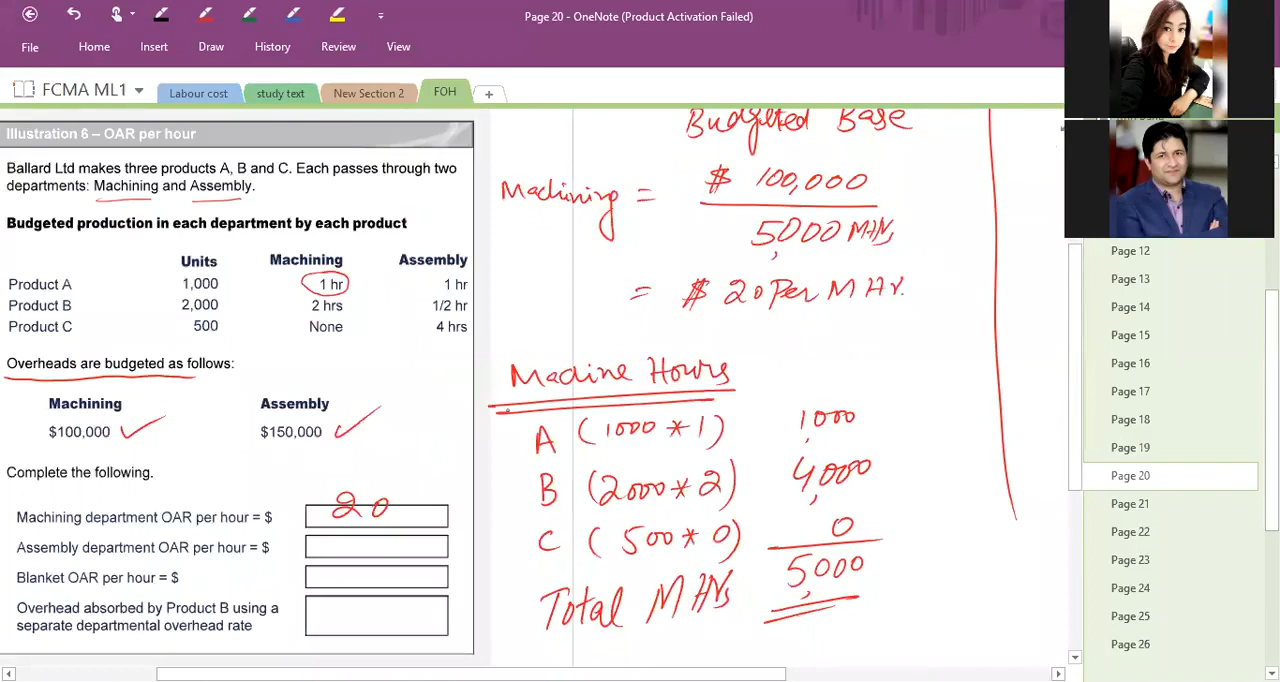 Page 20 - OneNote (Product Activation Failed)
File Home Insert Draw History Review View
FCMA ML1 Labour cost study text New Section 2 FOH
Illustration 6 – OAR per hour
Ballard Ltd makes three products A, B and C. Each passes through two
departments: Machining and Assembly.
Budgeted production in each department by each product
Units Machining Assembly
Product A 1,000 1 hr 1 hr
Product B 2,000 2 hrs 1/2 hr
Product C 500 None 4 hrs
Overheads are budgeted as follows:
Machining Assembly
$100,000 $150,000
Complete the following.
Machining department OAR per hour = $ 20
Assembly department OAR per hour = $
Blanket OAR per hour = $
Overhead absorbed by Product B using a
separate departmental overhead rate
Budgeted Base
Machining = $ 100,000
5,000 MHrs
= $ 20 Per M Hr.
Machine Hours
A (1000 * 1) 1,000
B (2000 * 2) 4,000
C (500 * 0) 0
Total MHrs 5,000
Page 12
Page 13
Page 14
Page 15
Page 16
Page 17
Page 18
Page 19
Page 20
Page 21
Page 22
Page 23
Page 24
Page 25
Page 26